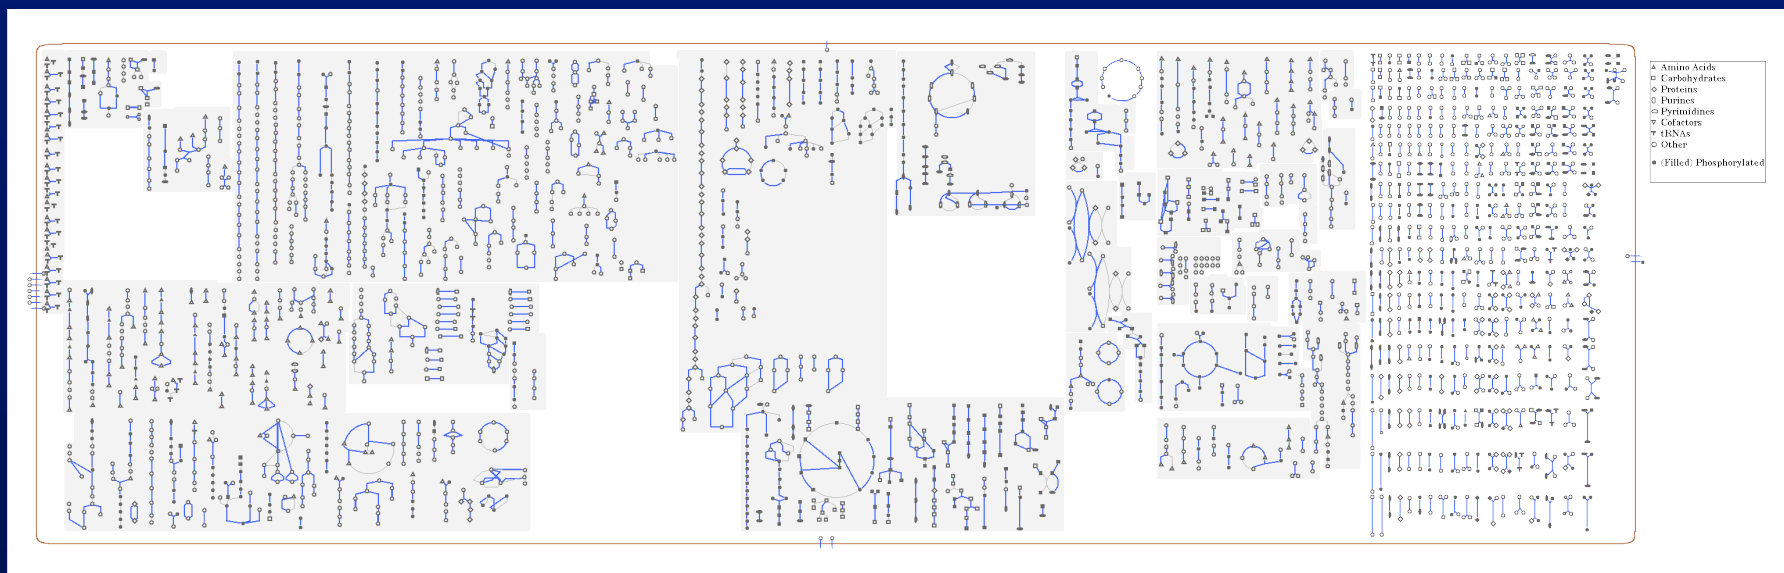 Amino Acids
Carbohydrates
Proteins
Purines
Pyrimidines
Cofactors
tRNAs
Other
(Filled) Phosphorylated